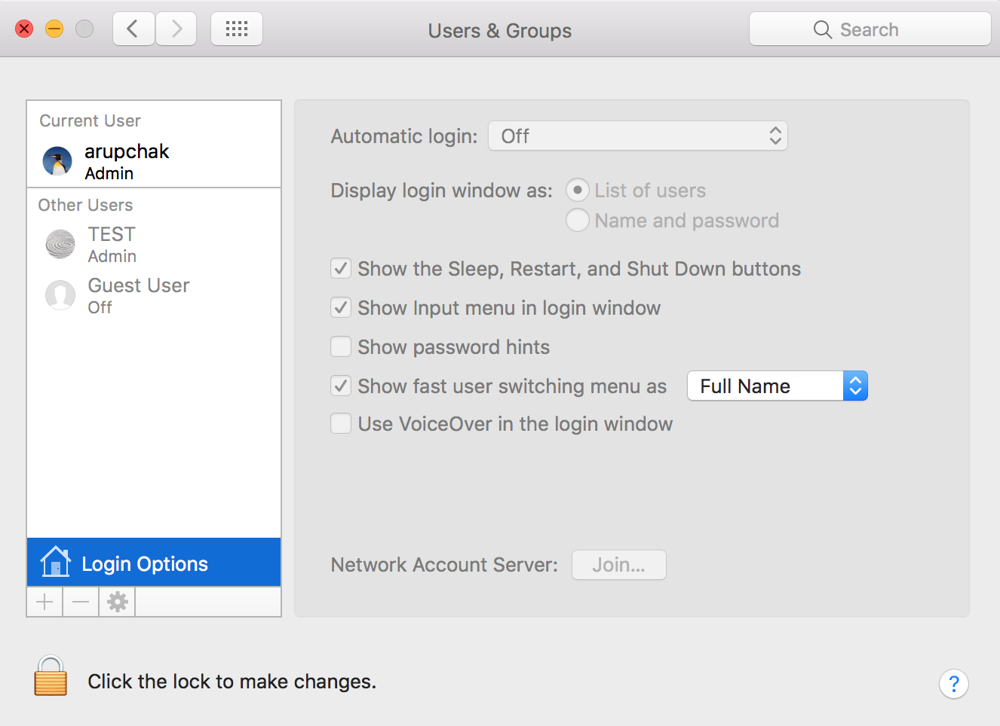 Users & Groups
Search
Current User
arupchak
Admin
Other Users
TEST
Admin
Guest User
Off
Login Options
Automatic login: Off
Display login window as: List of users
Name and password
Show the Sleep, Restart, and Shut Down buttons
Show Input menu in login window
Show password hints
Show fast user switching menu as Full Name
Use VoiceOver in the login window
Network Account Server: Join...
Click the lock to make changes.
?